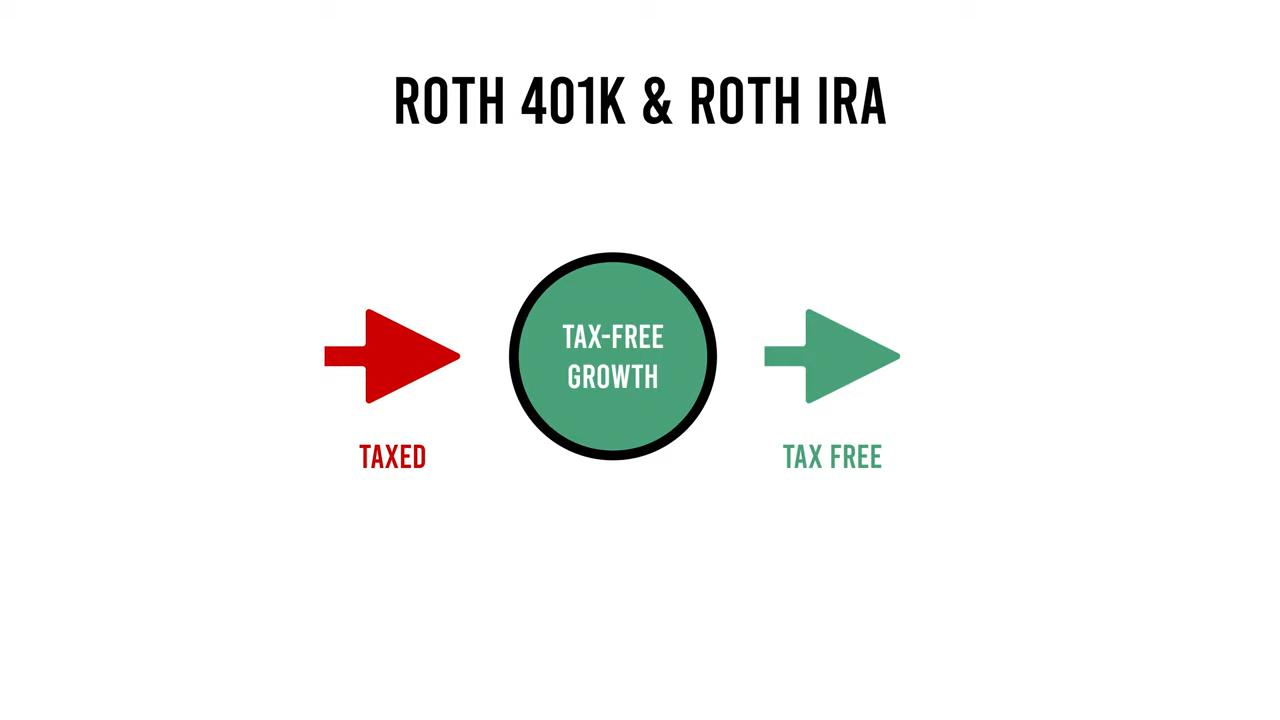 ROTH 401K & ROTH IRA
TAX-FREE
GROWTH
TAXED
TAX FREE